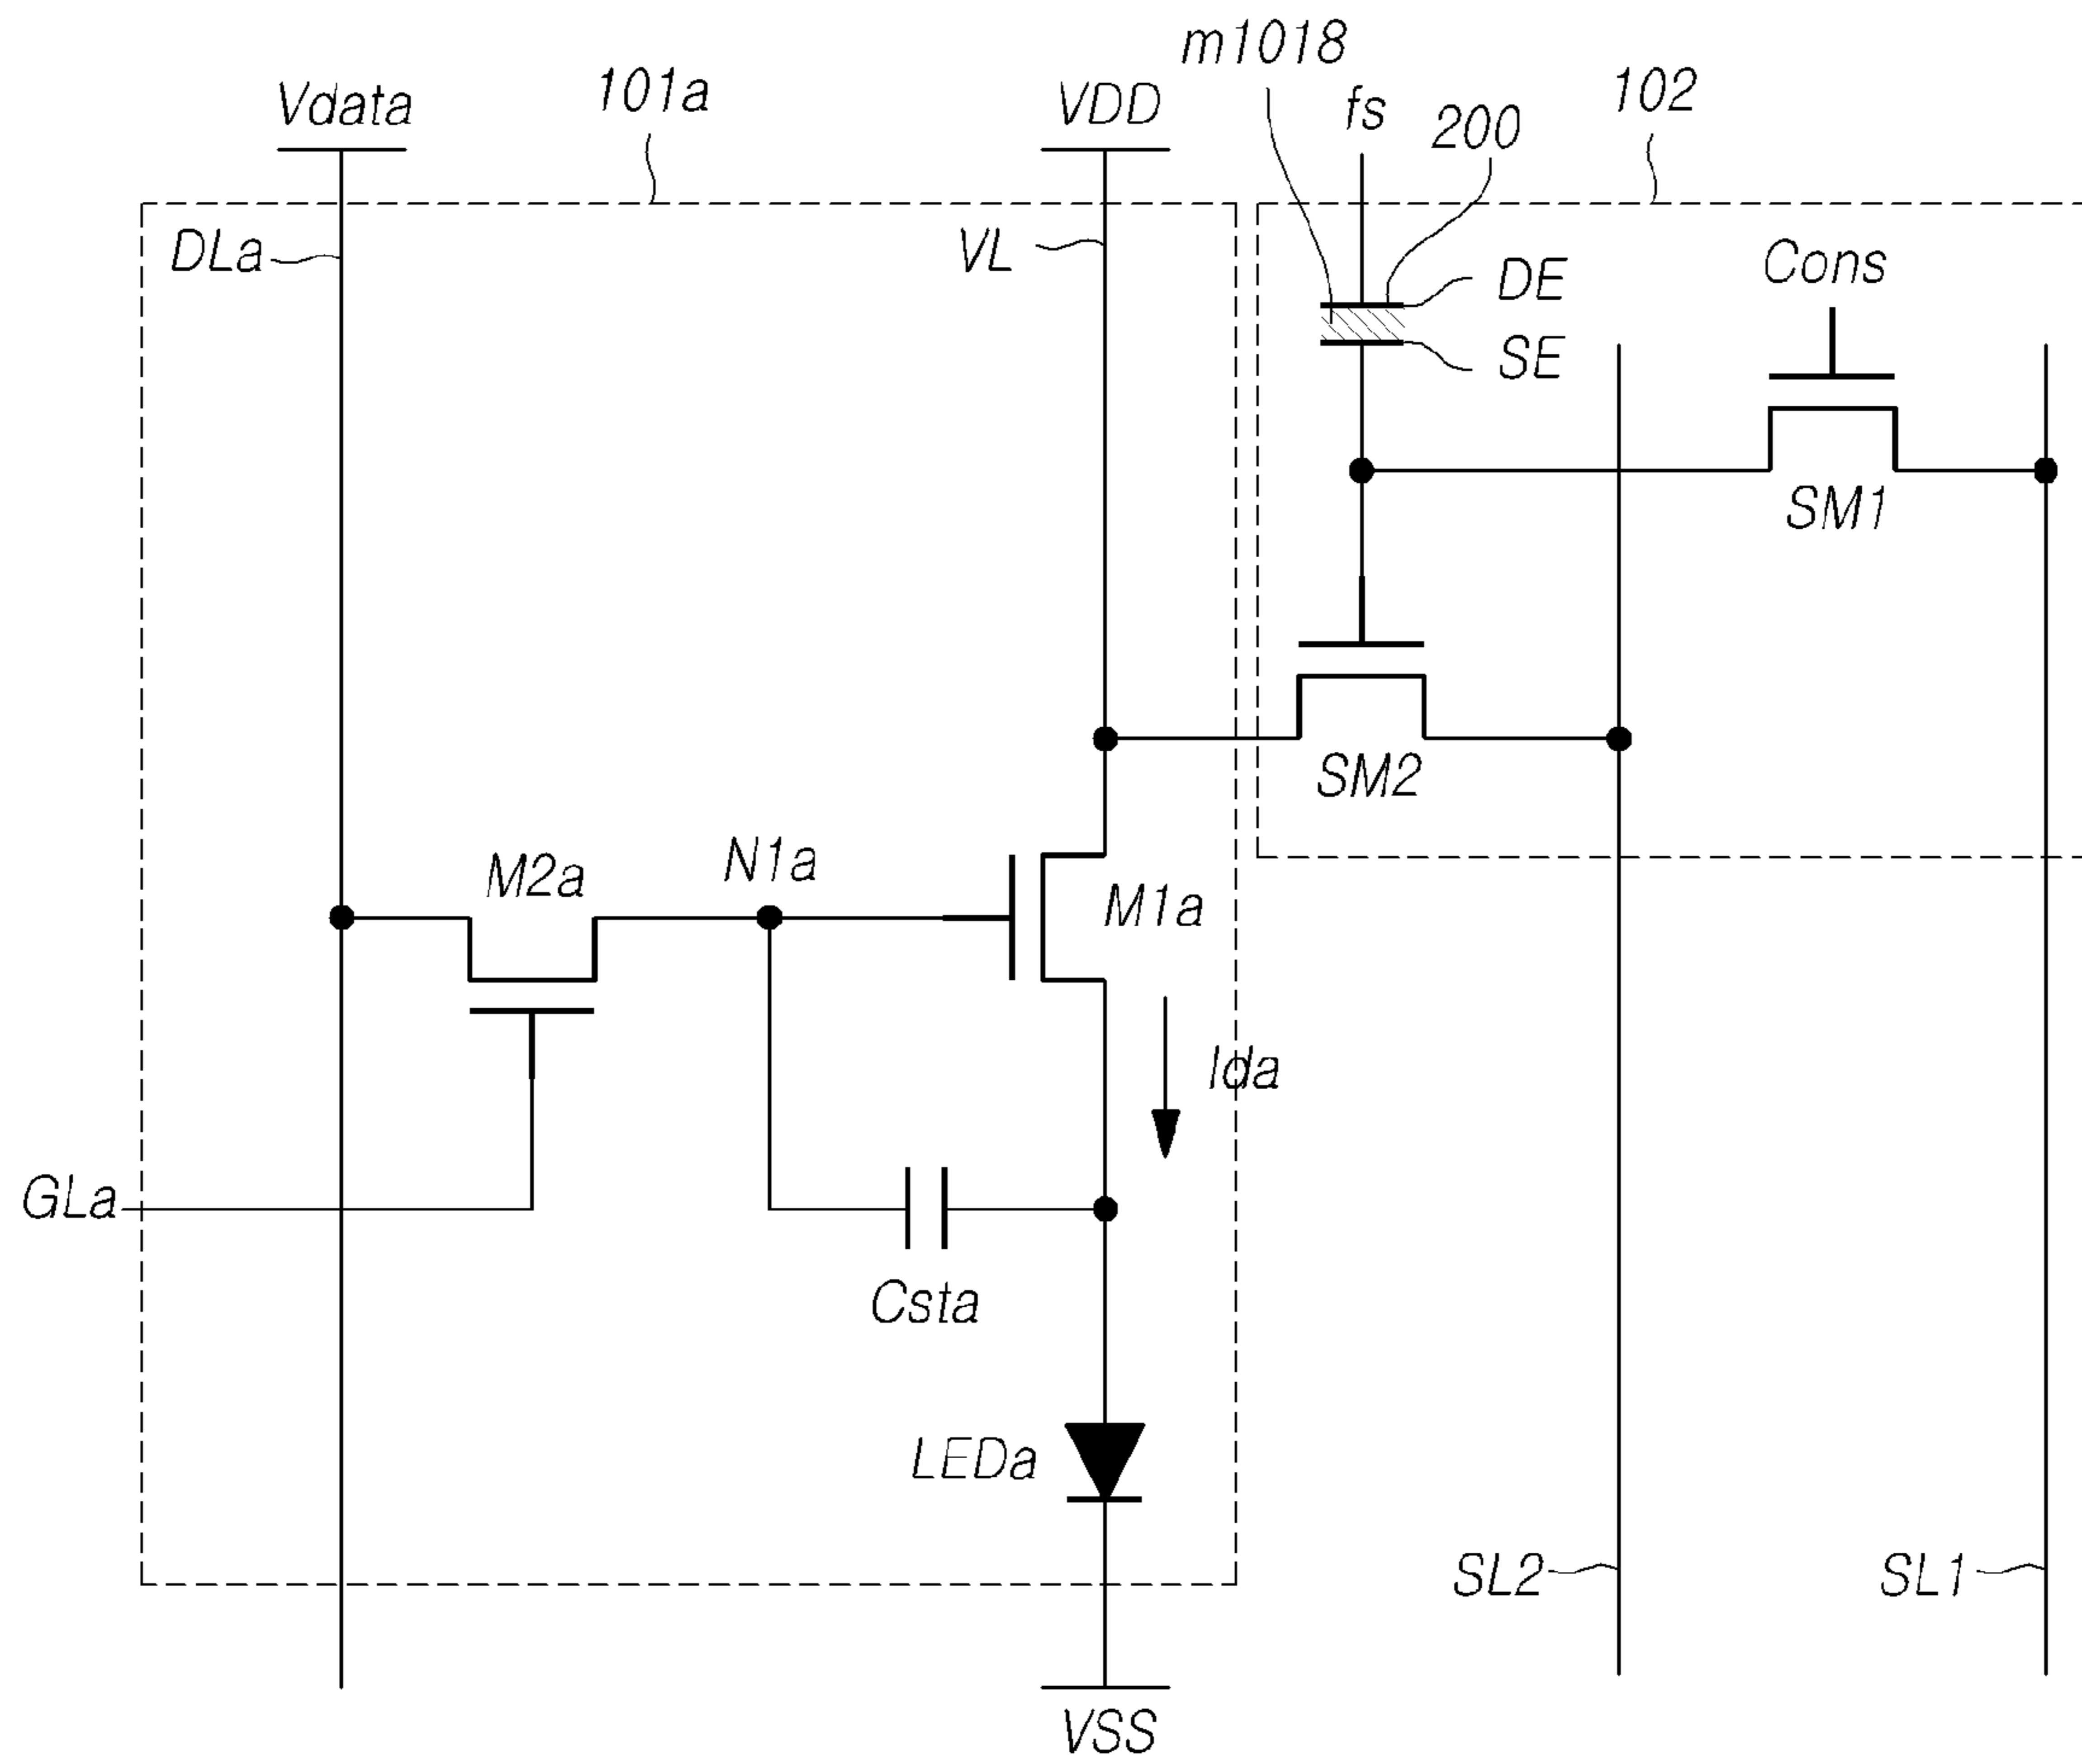 m1018
Vdata
101a
VDD
fs
200
102
DLa
VL
DE
Cons
SE
SM1
SM2
M2a
N1a
M1a
Ida
GLa
Csta
LEDa
SL2
SL1
VSS